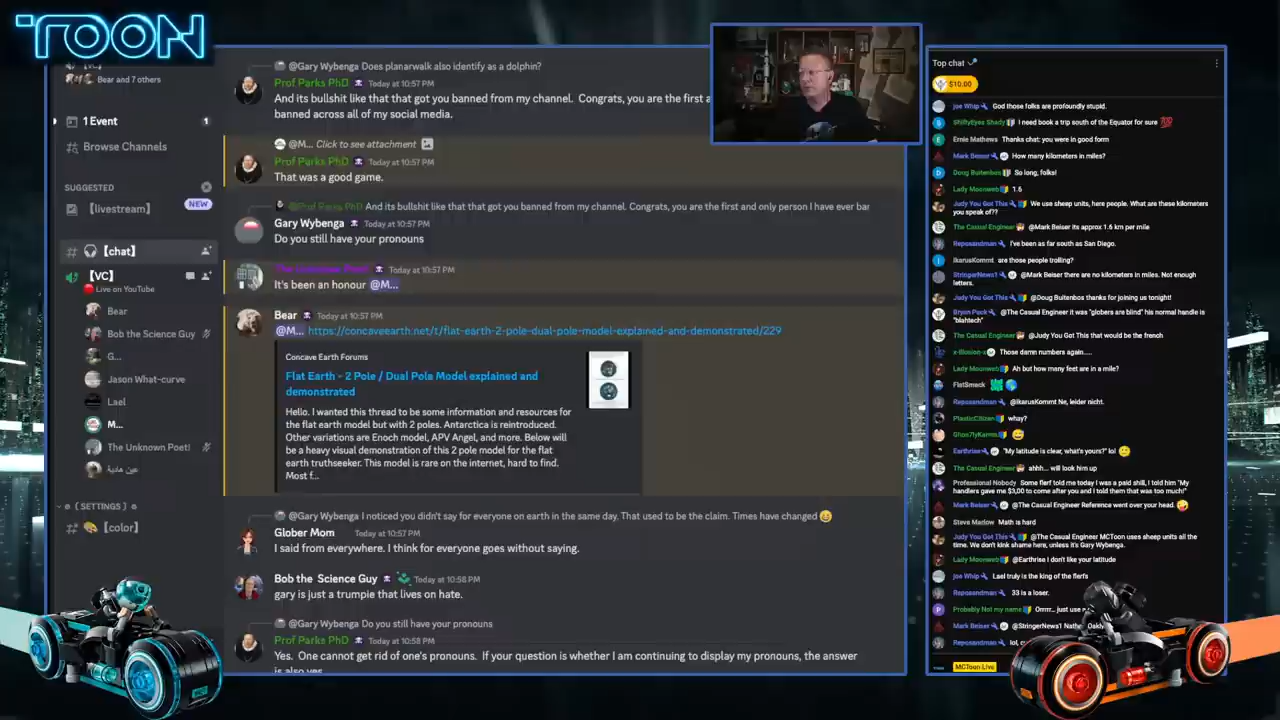 TOON
Bear and 7 others
1 Event
1
Browse Channels
SUGGESTED
【livestream】
NEW
【chat】
【VC】
Live on YouTube
Bear
Bob the Science Guy
G...
Jason What-curve
Lael
M...
The Unknown Poet!
[ SETTINGS ]
【color】
@Gary Wybenga Does planarwalk also identify as a dolphin?
Prof Parks PhD Today at 10:57 PM
And its bullshit like that that got you banned from my channel. Congrats, you are the first a
banned across all of my social media.
@M... Click to see attachment
Prof Parks PhD Today at 10:57 PM
That was a good game.
@Prof Parks PhD And its bullshit like that that got you banned from my channel. Congrats, you are the first and only person I have ever bar
Gary Wybenga Today at 10:57 PM
Do you still have your pronouns
The Unknown Poet! Today at 10:57 PM
It's been an honour @M...
Bear Today at 10:57 PM
@M... https://concaveearth.net/t/flat-earth-2-pole-dual-pole-model-explained-and-demonstrated/229
Concave Earth Forums
Flat Earth - 2 Pole / Dual Pole Model explained and
demonstrated
Hello. I wanted this thread to be some information and resources for
the flat earth model but with 2 poles. Antarctica is reintroduced.
Other variations are Enoch model, APV Angel, and more. Below will
be a heavy visual demonstration of this 2 pole model for the flat
earth truthseeker. This model is rare on the internet, hard to find.
Most f...
@Gary Wybenga I noticed you didn't say for everyone on earth in the same day. That used to be the claim. Times have changed
Glober Mom Today at 10:57 PM
I said from everywhere. I think for everyone goes without saying.
Bob the Science Guy Today at 10:58 PM
gary is just a trumpie that lives on hate.
@Gary Wybenga Do you still have your pronouns
Prof Parks PhD Today at 10:58 PM
Yea. One cannot get rid of one's pronouns. If your question is whether I am continuing to display my pronouns, the answer
is also yes
Top chat
$10.00
joe Whip God those folks are profoundly stupid.
ShiftyEyes Shady I need book a trip south of the Equator for sure 💯
Ernie Mathews Thanks chat: you were in good form
Mark Beiser How many kilometers in miles?
Doug Buitenbos So long, folks!
Lady Moonweb 1.6
Judy You Got This We use sheep units, here people. What are these kilometers
you speak of??
The Casual Engineer @Mark Beiser its approx 1.6 km per mile
Reposandman I've been as far south as San Diego.
IkarusKommt are those people trolling?
StringerNews1 @Mark Beiser there are no kilometers in miles. Not enough
letters.
Judy You Got This @Doug Buitenbos thanks for joining us tonight!
Bryan Puck @The Casual Engineer it was "globers are blind" his normal handle is
"blahtech"
The Casual Engineer @Judy You Got This that would be the french
x-Illusion-x Those damn numbers again.....
Lady Moonweb Ah but how many feet are in a mile?
FlatSmack
Reposandman @IkarusKommt Ne, leider nicht.
PlasticCitizen whay?
Ghos7lyKarma
Earthrise "My latitude is clear, what's yours?" lol
The Casual Engineer ahhh... will look him up
Professional Nobody Some flerf told me today I was a paid shill, I told him "My
handlers gave me $3,00 to come after you and I told them that was too much!"
Mark Beiser @The Casual Engineer Reference went over your head.
Steve Marlow Math is hard
Judy You Got This @The Casual Engineer MCToon uses sheep units all the
time. We don't kink shame here, unless it's Gary Wybenga.
Lady Moonweb @Earthrise I don't like your latitude
joe Whip Lael truly is the king of the flerfs
Reposandman 33 is a loser.
Probably Not my name Orrrr.. just use
Mark Beiser @StringerNews1 Oakly
Reposandman lol,
MCToon Live